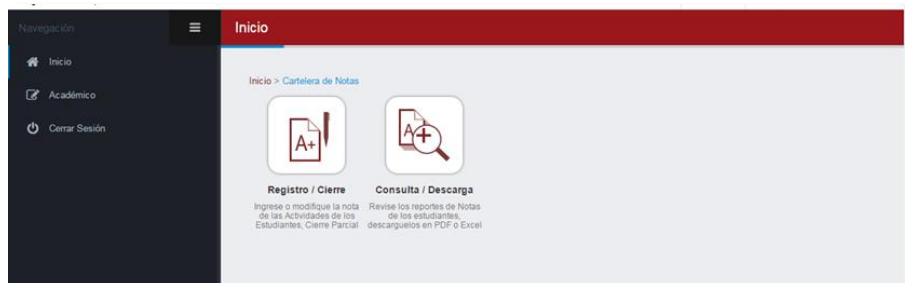 Navegación
Inicio
Inicio
Académico
Cerrar Sesión
Inicio > Cartelera de Notas
A+
A
Registro / Cierre
Ingrese o modifique la nota
de las Actividades de los
Estudiantes, Cierre Parcial
Consulta / Descarga
Revise los reportes de Notas
de los estudiantes,
descarguelos en PDF o Excel